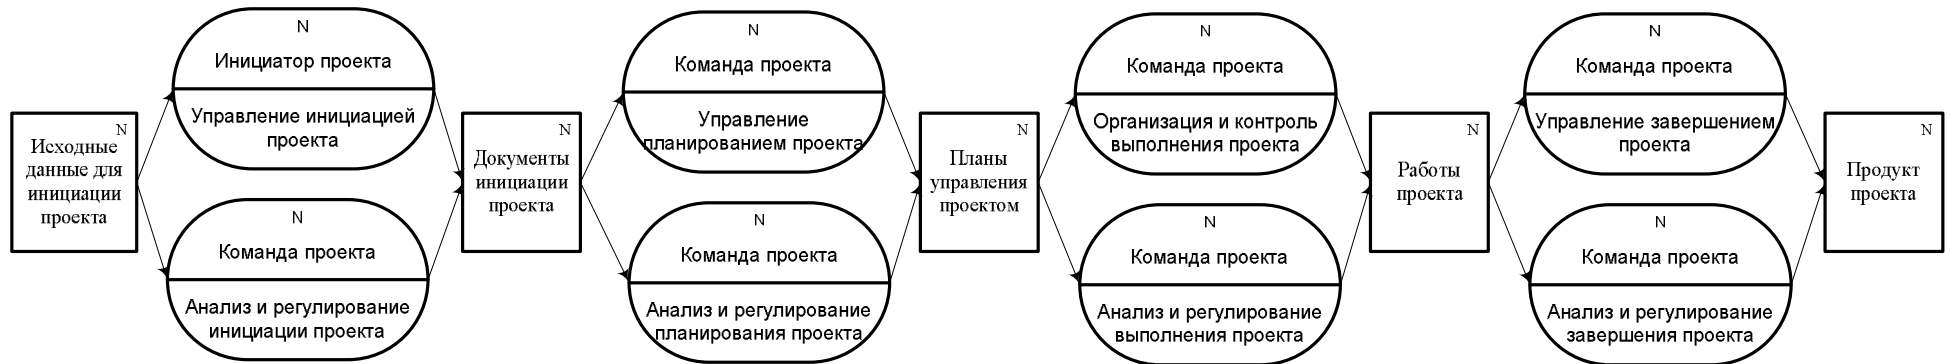 N
Исходные
данные для
инициации
проекта
N
Инициатор проекта
Управление инициацией
проекта
N
Команда проекта
Анализ и регулирование
инициации проекта
N
Документы
инициации
проекта
N
Команда проекта
Управление
планированием проекта
N
Команда проекта
Анализ и регулирование
планирования проекта
N
Планы
управления
проектом
N
Команда проекта
Организация и контроль
выполнения проекта
N
Команда проекта
Анализ и регулирование
выполнения проекта
N
Работы
проекта
N
Команда проекта
Управление завершением
проекта
N
Команда проекта
Анализ и регулирование
завершения проекта
N
Продукт
проекта